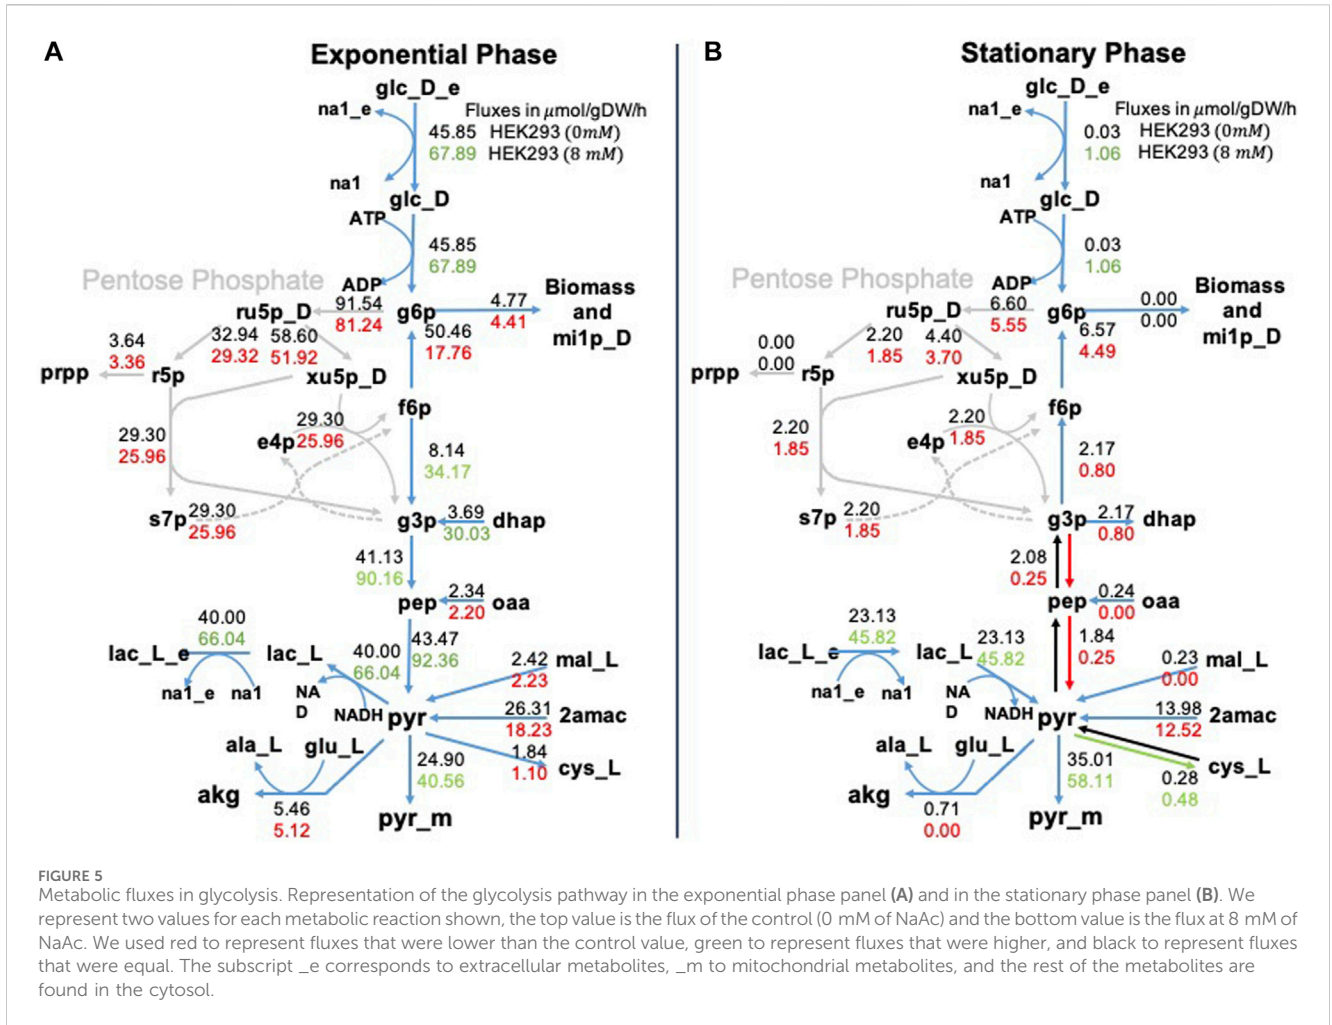 A
Exponential Phase
glc_D_e
na1_e
Fluxes in μmol/gDW/h
45.85 HEK293 (0mM)
67.89 HEK293 (8 mM)
na1
glc_D
ATP
45.85
67.89
Pentose Phosphate
ADP
ru5p_D
91.54
81.24
g6p
4.77
4.41
Biomass
and
mi1p_D
3.64
3.36
32.94
29.32
58.60
51.92
50.46
17.76
prpp
r5p
xu5p_D
f6p
29.30
25.96
e4p
29.30
25.96
8.14
34.17
s7p
29.30
25.96
g3p
3.69
30.03
dhap
41.13
90.16
pep
2.34
2.20
oaa
40.00
66.04
lac_L_e
na1_e
na1
lac_L
40.00
66.04
43.47
92.36
NA
D
NADH
pyr
2.42
2.23
mal_L
26.31
18.23
2amac
1.84
1.10
cys_L
ala_L
glu_L
24.90
40.56
akg
5.46
5.12
pyr_m
B
Stationary Phase
glc_D_e
na1_e
Fluxes in μmol/gDW/h
0.03 HEK293 (0mM)
1.06 HEK293 (8 mM)
na1
glc_D
ATP
0.03
1.06
Pentose Phosphate
ADP
ru5p_D
6.60
5.55
g6p
0.00
0.00
Biomass
and
mi1p_D
0.00
0.00
2.20
1.85
4.40
3.70
6.57
4.49
prpp
r5p
xu5p_D
f6p
2.20
1.85
e4p
2.20
1.85
2.17
0.80
s7p
2.20
1.85
g3p
2.17
0.80
dhap
2.08
0.25
pep
0.24
0.00
oaa
23.13
45.82
lac_L_e
na1_e
na1
lac_L
23.13
45.82
1.84
0.25
NA
D
NADH
pyr
0.23
0.00
mal_L
13.98
12.52
2amac
0.28
0.48
cys_L
ala_L
glu_L
35.01
58.11
akg
0.71
0.00
pyr_m
FIGURE 5
Metabolic fluxes in glycolysis. Representation of the glycolysis pathway in the exponential phase panel (A) and in the stationary phase panel (B). We
represent two values for each metabolic reaction shown, the top value is the flux of the control (0 mM of NaAc) and the bottom value is the flux at 8 mM of
NaAc. We used red to represent fluxes that were lower than the control value, green to represent fluxes that were higher, and black to represent fluxes
that were equal. The subscript _e corresponds to extracellular metabolites, _m to mitochondrial metabolites, and the rest of the metabolites are
found in the cytosol.